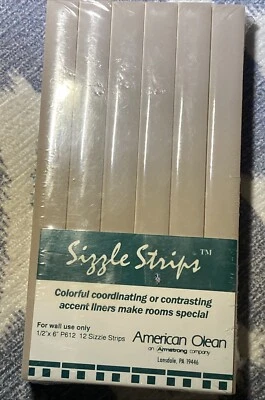 Sizzle Strips™
Colorful coordinating or contrasting
accent liners make rooms special
For wall use only
1/2" x 6" P612 12 Sizzle Strips
American Olean
an Armstrong company
Lansdale, PA 19446